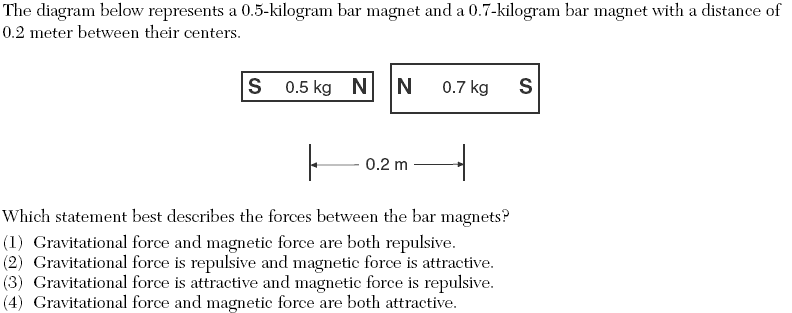 The diagram below represents a 0.5-kilogram bar magnet and a 0.7-kilogram bar magnet with a distance of
0.2 meter between their centers.
S 0.5 kg N N 0.7 kg S
0.2 m
Which statement best describes the forces between the bar magnets?
(1) Gravitational force and magnetic force are both repulsive.
(2) Gravitational force is repulsive and magnetic force is attractive.
(3) Gravitational force is attractive and magnetic force is repulsive.
(4) Gravitational force and magnetic force are both attractive.